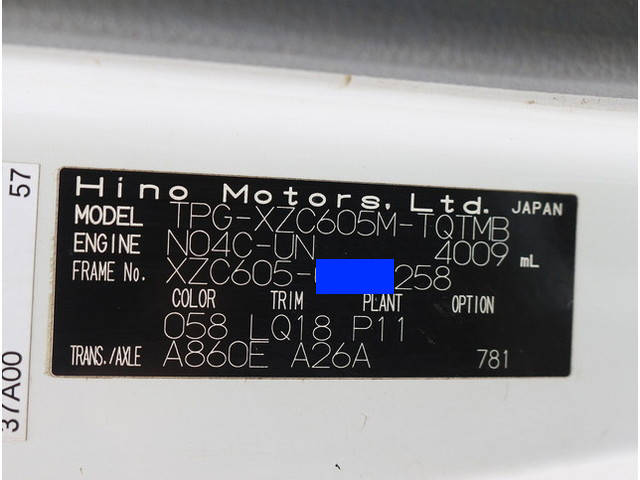 Hino Motors, Ltd. JAPAN
MODEL TPG-XZC605M-TQTMB
ENGINE N04C-UN 4009 mL
FRAME No. XZC605- 258
COLOR TRIM PLANT OPTION
058 LQ18 P11
TRANS./AXLE A860E A26A 781
57
37A00